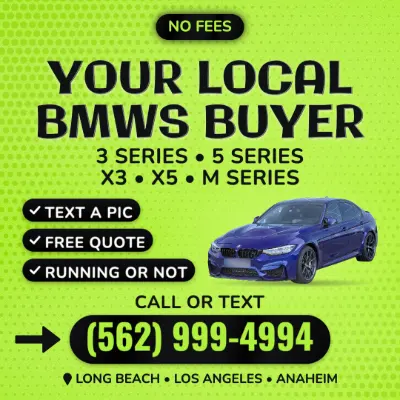 NO FEES
YOUR LOCAL
BMWS BUYER
3 SERIES • 5 SERIES
X3 • X5 • M SERIES
TEXT A PIC
FREE QUOTE
RUNNING OR NOT
CALL OR TEXT
(562) 999-4994
LONG BEACH • LOS ANGELES • ANAHEIM